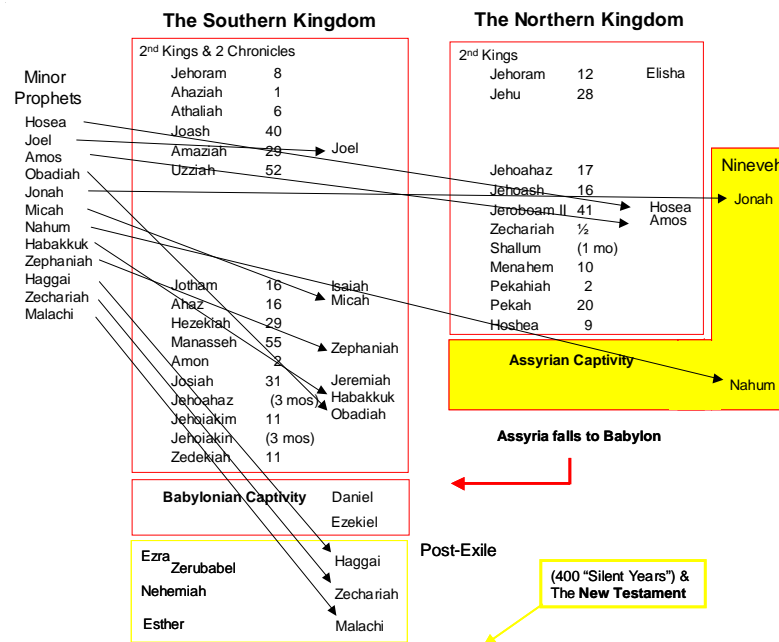 The Southern Kingdom
The Northern Kingdom
Minor
Prophets
Hosea
Joel
Amos
Obadiah
Jonah
Micah
Nahum
Habakkuk
Zephaniah
Haggai
Zechariah
Malachi
2nd Kings & 2 Chronicles
Jehoram 8
Ahaziah 1
Athaliah 6
Joash 40
Amaziah 29
Uzziah 52
Joel
Jotham 16 Isaiah
Micah
Ahaz 16
Hezekiah 29
Manasseh 55 Zephaniah
Amon 2
Josiah 31 Jeremiah
Jehoahaz (3 mos) Habakkuk
Jehoiakim 11 Obadiah
Jehoiakin (3 mos)
Zedekiah 11
Babylonian Captivity Daniel
Ezekiel
Ezra
Zerubabel
Nehemiah
Esther
Haggai
Zechariah
Malachi
Post-Exile
2nd Kings
Jehoram 12 Elisha
Jehu 28
Jehoahaz 17
Jehoash 16
Jeroboam II 41
Hosea
Amos
Zechariah ½
Shallum (1 mo)
Menahem 10
Pekahiah 2
Pekah 20
Hoshea 9
Assyrian Captivity
Nineveh
Jonah
Nahum
Assyria falls to Babylon
(400 “Silent Years”) &
The New Testament